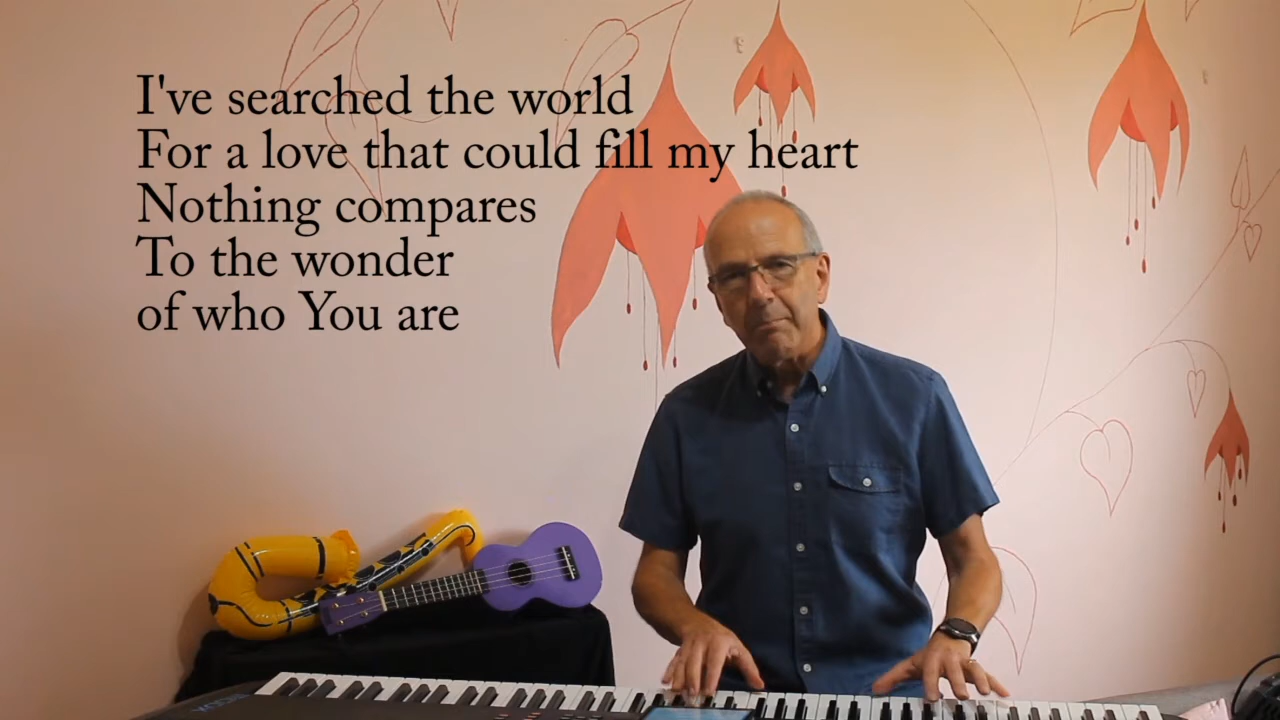 I've searched the world
For a love that could fill my heart
Nothing compares
To the wonder
of who You are